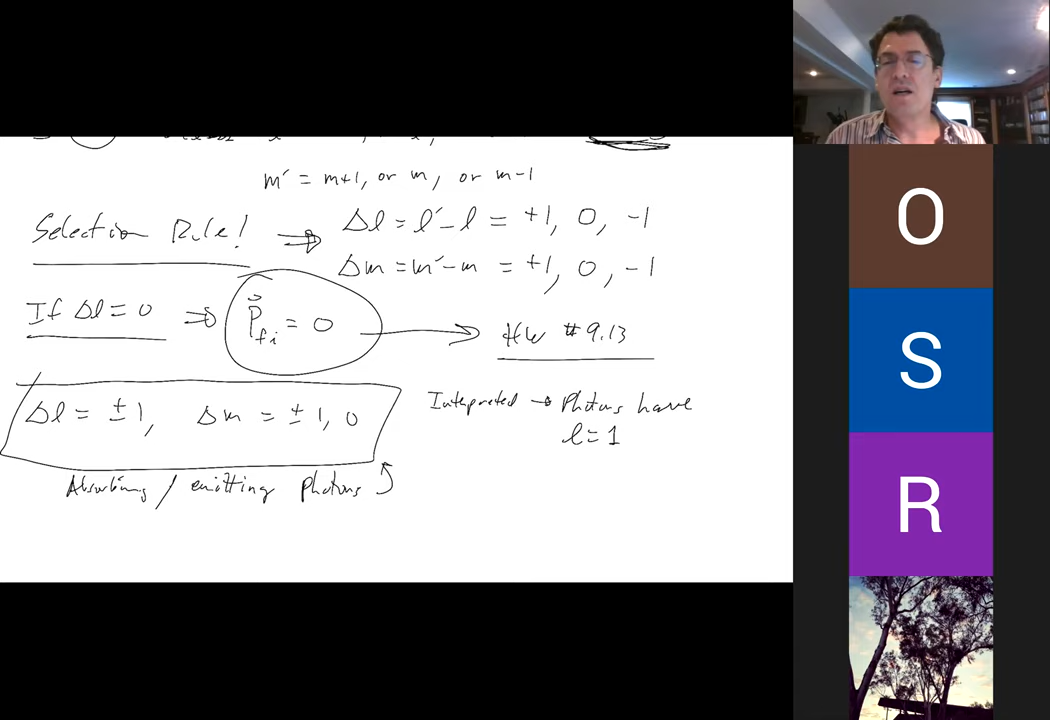 m′ = m+1, or m, or m-1
Selection Rule! ⇒ Δl = l′-l = +1, 0, -1
Δm = m′-m = +1, 0, -1
If Δl = 0 ⇒ P⃗fi = 0 → HW #9.13
Δl = ±1, Δm = ±1, 0
Interpreted → Photons have
l=1
Absorbing / emitting photons
O
S
R